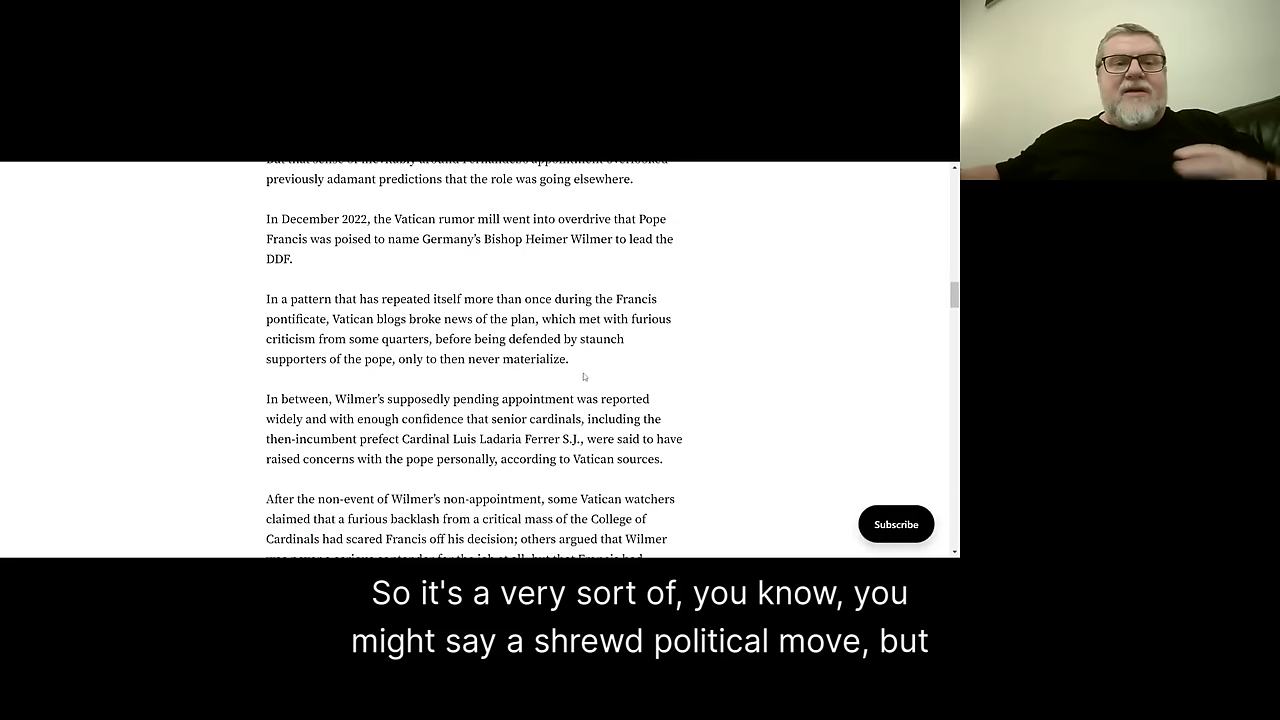 previously adamant predictions that the role was going elsewhere.
In December 2022, the Vatican rumor mill went into overdrive that Pope
Francis was poised to name Germany's Bishop Heimer Wilmer to lead the
DDF.
In a pattern that has repeated itself more than once during the Francis
pontificate, Vatican blogs broke news of the plan, which met with furious
criticism from some quarters, before being defended by staunch
supporters of the pope, only to then never materialize.
In between, Wilmer's supposedly pending appointment was reported
widely and with enough confidence that senior cardinals, including the
then-incumbent prefect Cardinal Luis Ladaria Ferrer S.J., were said to have
raised concerns with the pope personally, according to Vatican sources.
After the non-event of Wilmer's non-appointment, some Vatican watchers
claimed that a furious backlash from a critical mass of the College of
Cardinals had scared Francis off his decision; others argued that Wilmer
Subscribe
So it's a very sort of, you know, you
might say a shrewd political move, but